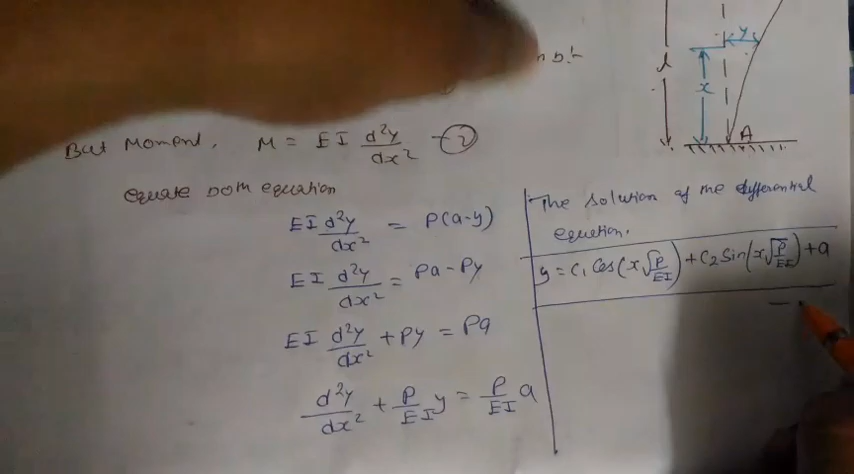 y
l
x
A
But Moment, M = EI d²y/dx² - 2
equate both equation
EI d²y/dx² = P(a-y)
EI d²y/dx² = Pa - Py
EI d²y/dx² + Py = Pa
d²y/dx² + P/EI y = P/EI a
The solution of the differential
equetion.
y = C₁ Cos(x√P/EI) + C₂ Sin(x√P/EI) + a